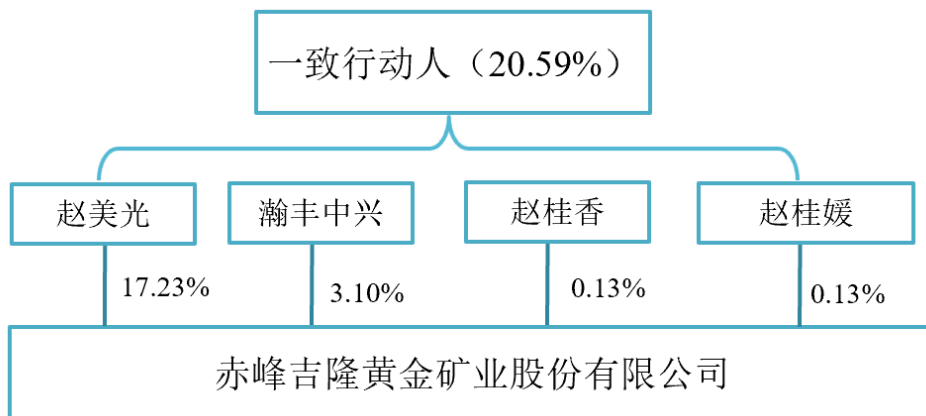 一致行动人（20.59%）
赵美光
瀚丰中兴
赵桂香
赵桂媛
17.23%
3.10%
0.13%
0.13%
赤峰吉隆黄金矿业股份有限公司